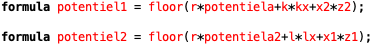 formula potentiel1 = floor(r*potentiela+k*kx+x2*z2);
formula potentiel2 = floor(r*potentiela2+l*lx+x1*z1);